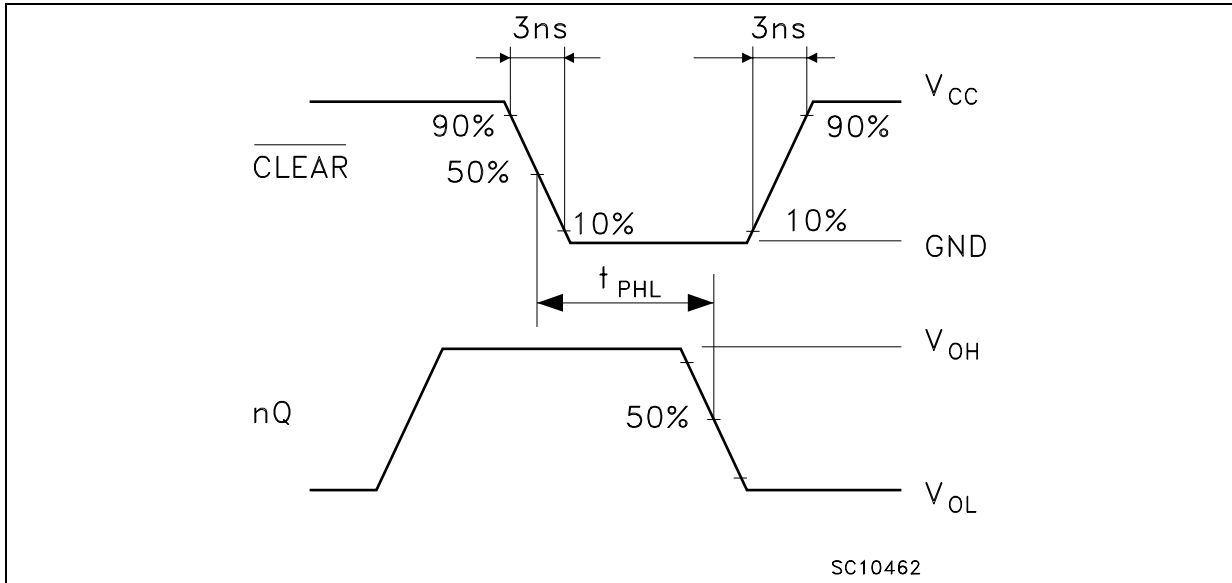 3ns 3ns
V CC
90% 90%
CLEAR
50%
10% 10%
GND
t PHL
V OH
nQ
50%
V OL
SC10462